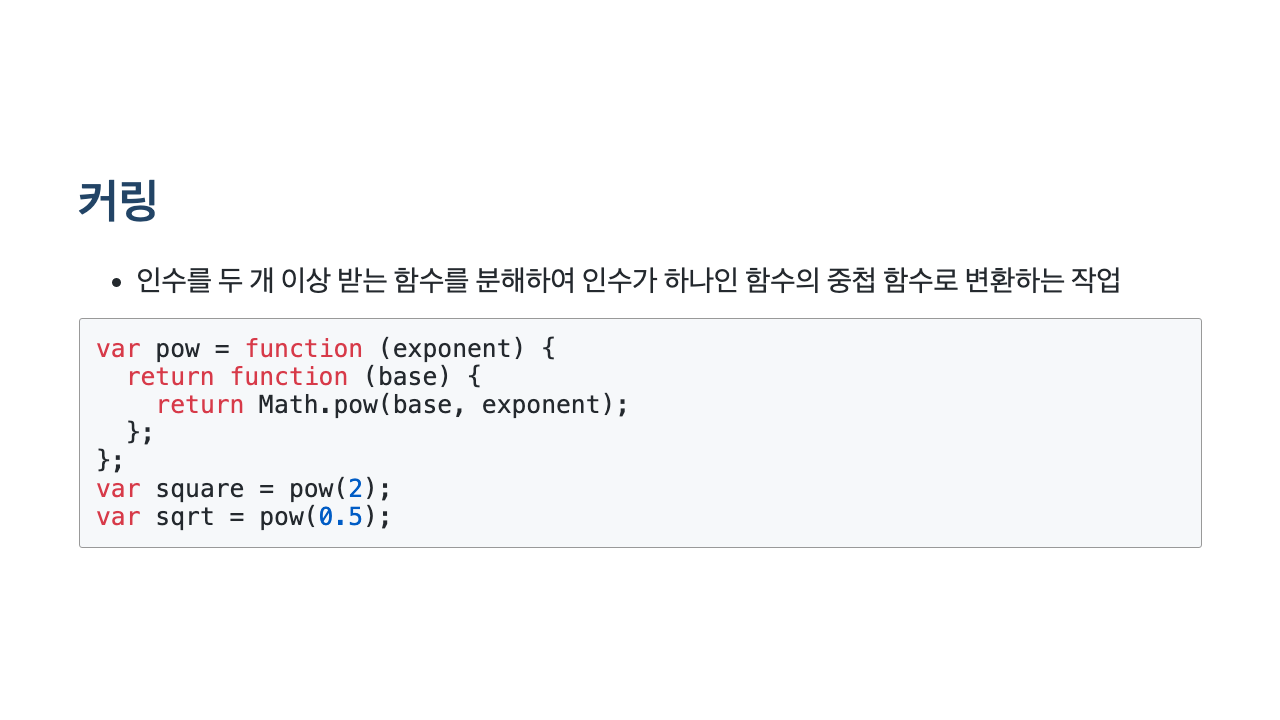 커링
• 인수를 두 개 이상 받는 함수를 분해하여 인수가 하나인 함수의 중첩 함수로 변환하는 작업
var pow = function (exponent) {
  return function (base) {
    return Math.pow(base, exponent);
  };
};
var square = pow(2);
var sqrt = pow(0.5);